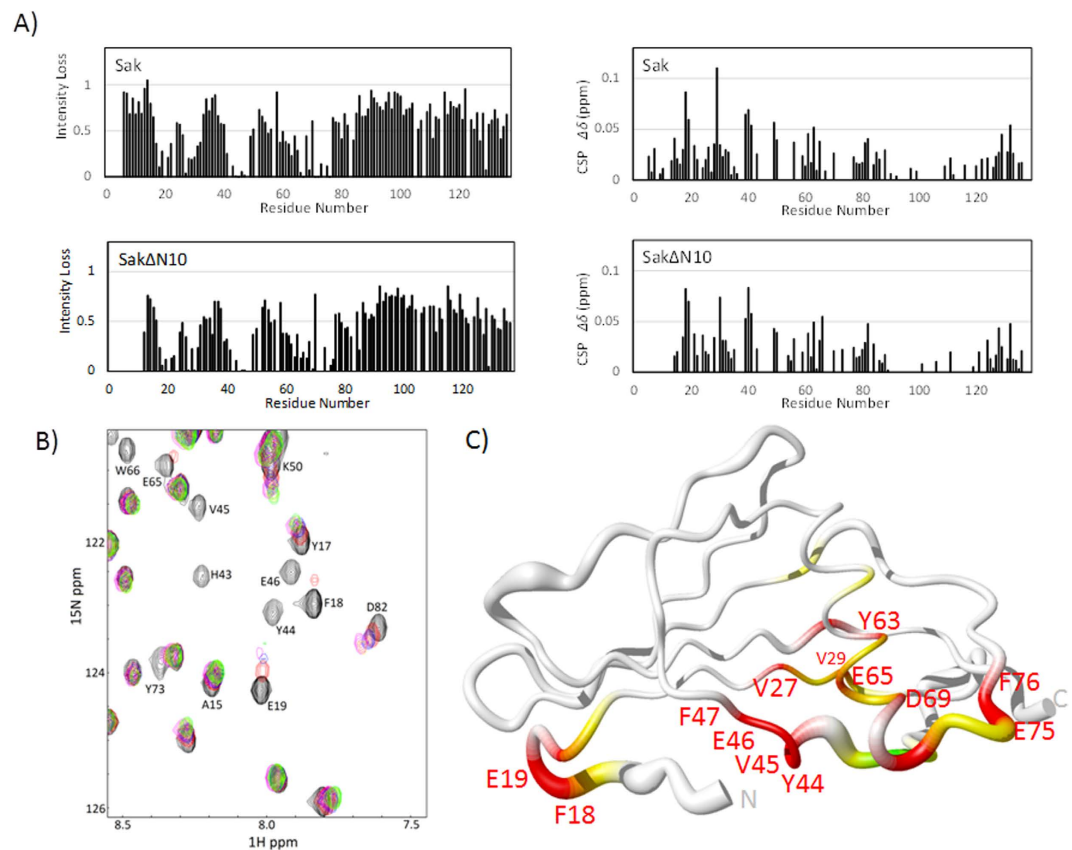 A)
Sak
Intensity Loss
1
0.5
0
0 20 40 60 80 100 120
Residue Number
Sak
CSP Δδ (ppm)
0.1
0.05
0
0 20 40 60 80 100 120
Residue Number
SakΔN10
Intensity Loss
1
0.5
0
0 20 40 60 80 100 120
Residue Number
SakΔN10
CSP Δδ (ppm)
0.1
0.05
0
0 20 40 60 80 100 120
Residue Number
B)
W66
E65
K50
V45
Y17
H43
E46
F18
D82
Y44
Y73
A15
E19
122
124
126
15N ppm
8.5 8.0 7.5
1H ppm
C)
Y63
V29
V27
E65
F76
D69
C
F47
E75
E46
V45
E19
Y44
N
F18